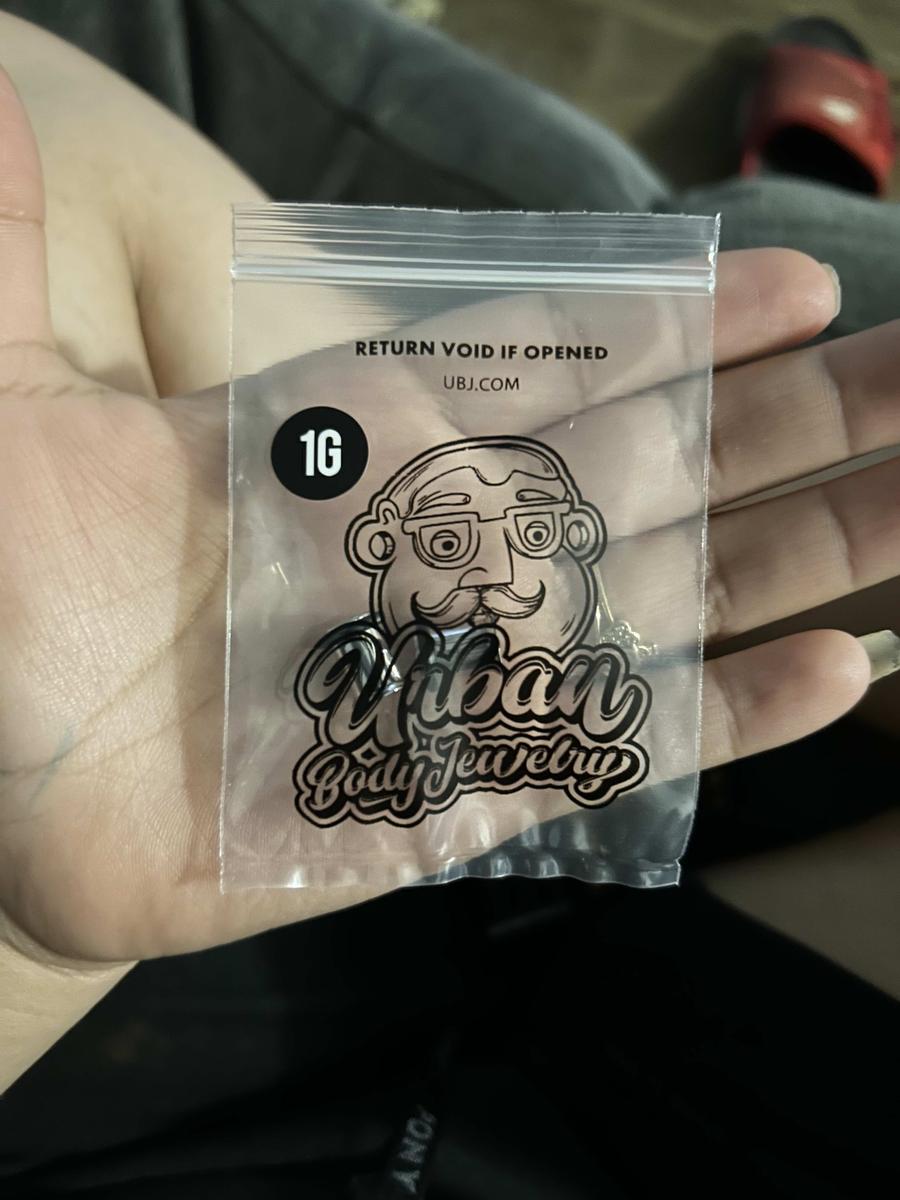 RETURN VOID IF OPENED
UBJ.COM
1G
Urban
Body Jewelry